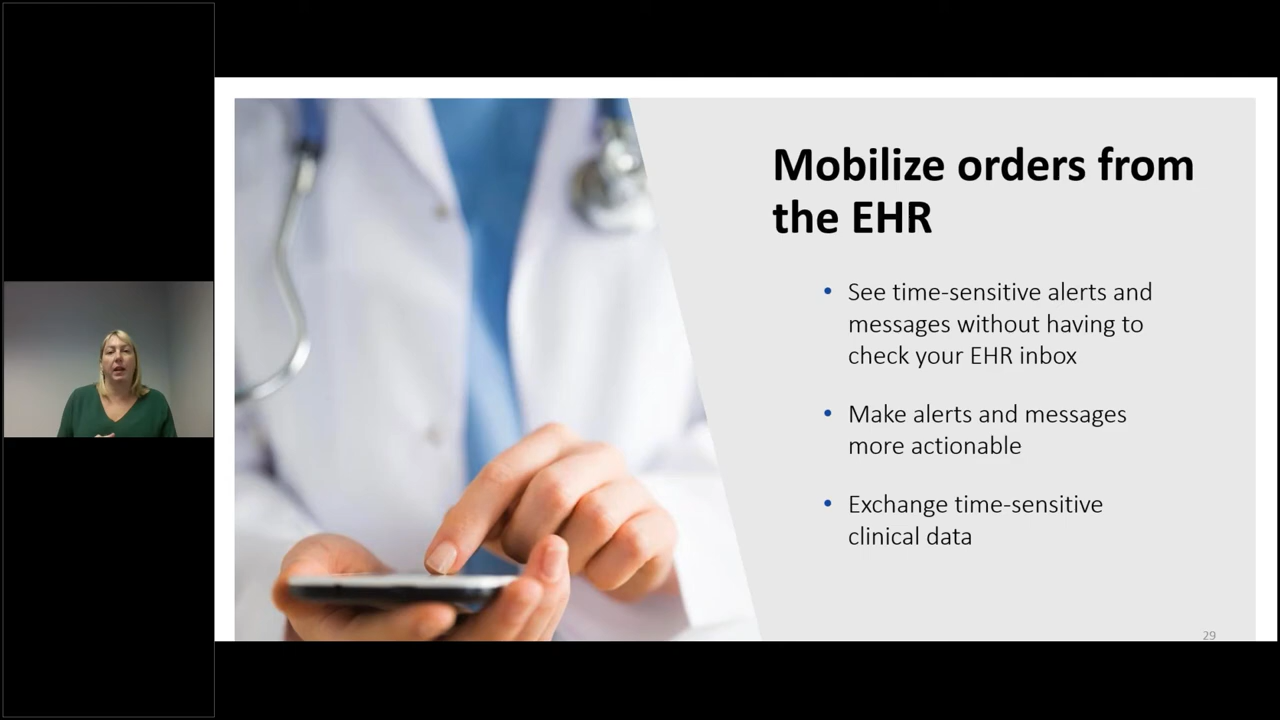 Mobilize orders from
the EHR
• See time-sensitive alerts and
messages without having to
check your EHR inbox
• Make alerts and messages
more actionable
• Exchange time-sensitive
clinical data
29